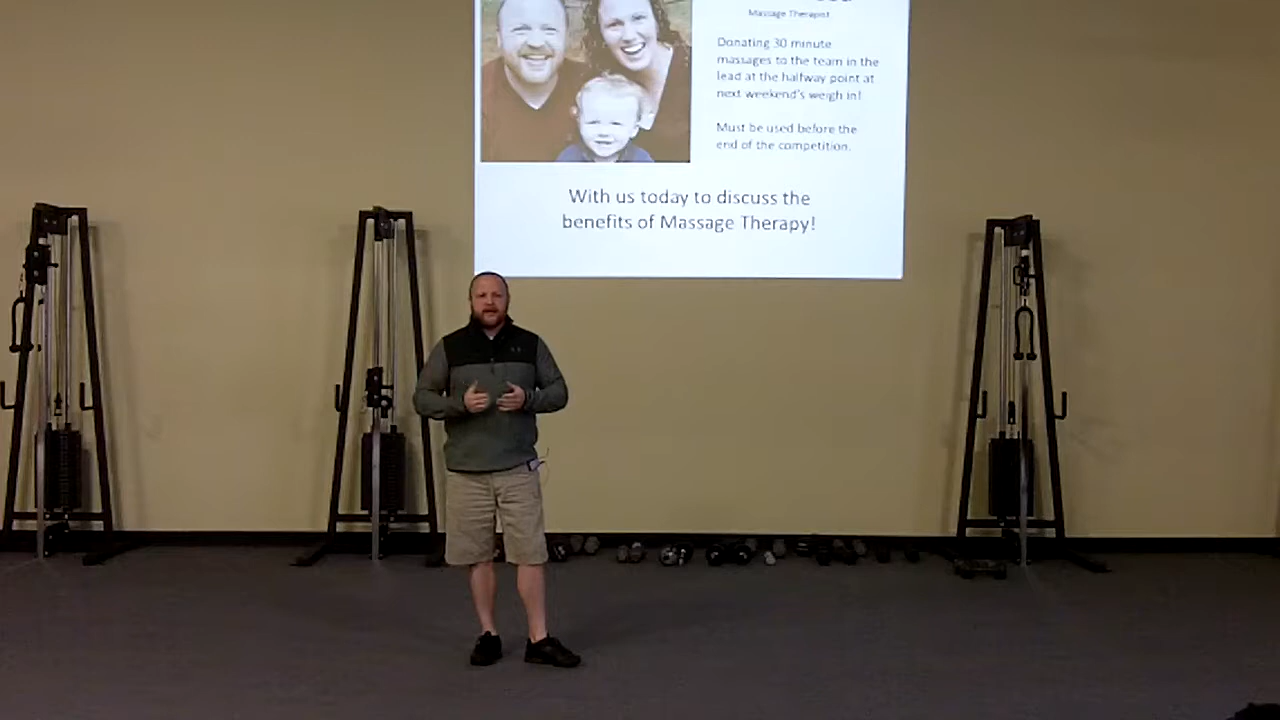 Massage Therapist
Donating 30 minute
massages to the team in the
lead at the halfway point at
next weekend's weigh in!
Must be used before the
end of the competition.
With us today to discuss the
benefits of Massage Therapy!